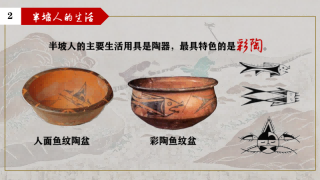 2 半坡人的生活
半坡人的主要生活用具是陶器，最具特色的是彩陶。
人面鱼纹陶盆 彩陶鱼纹盆